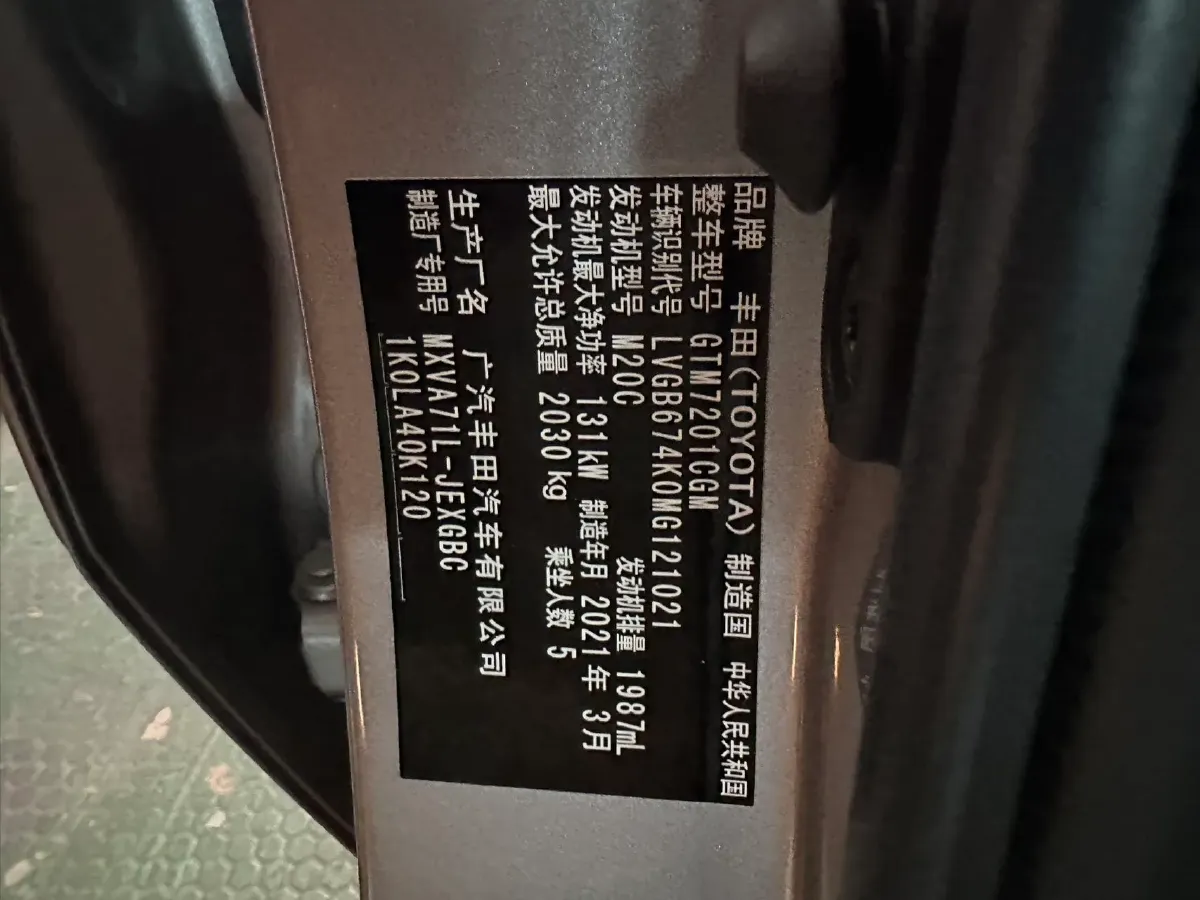 品牌 丰田(TOYOTA) 制造国 中华人民共和国
整车型号 GTM7201CGM
车辆识别代号 LVGB674K0MG121021
发动机型号 M20C 发动机排量 1987mL
发动机最大净功率 131kW 制造年月 2021年 3月
最大允许总质量 2030kg 乘坐人数 5
生产厂名 广汽丰田汽车有限公司
制造厂专用号 MXVA71L-JEXGBC
1K0LA40K120